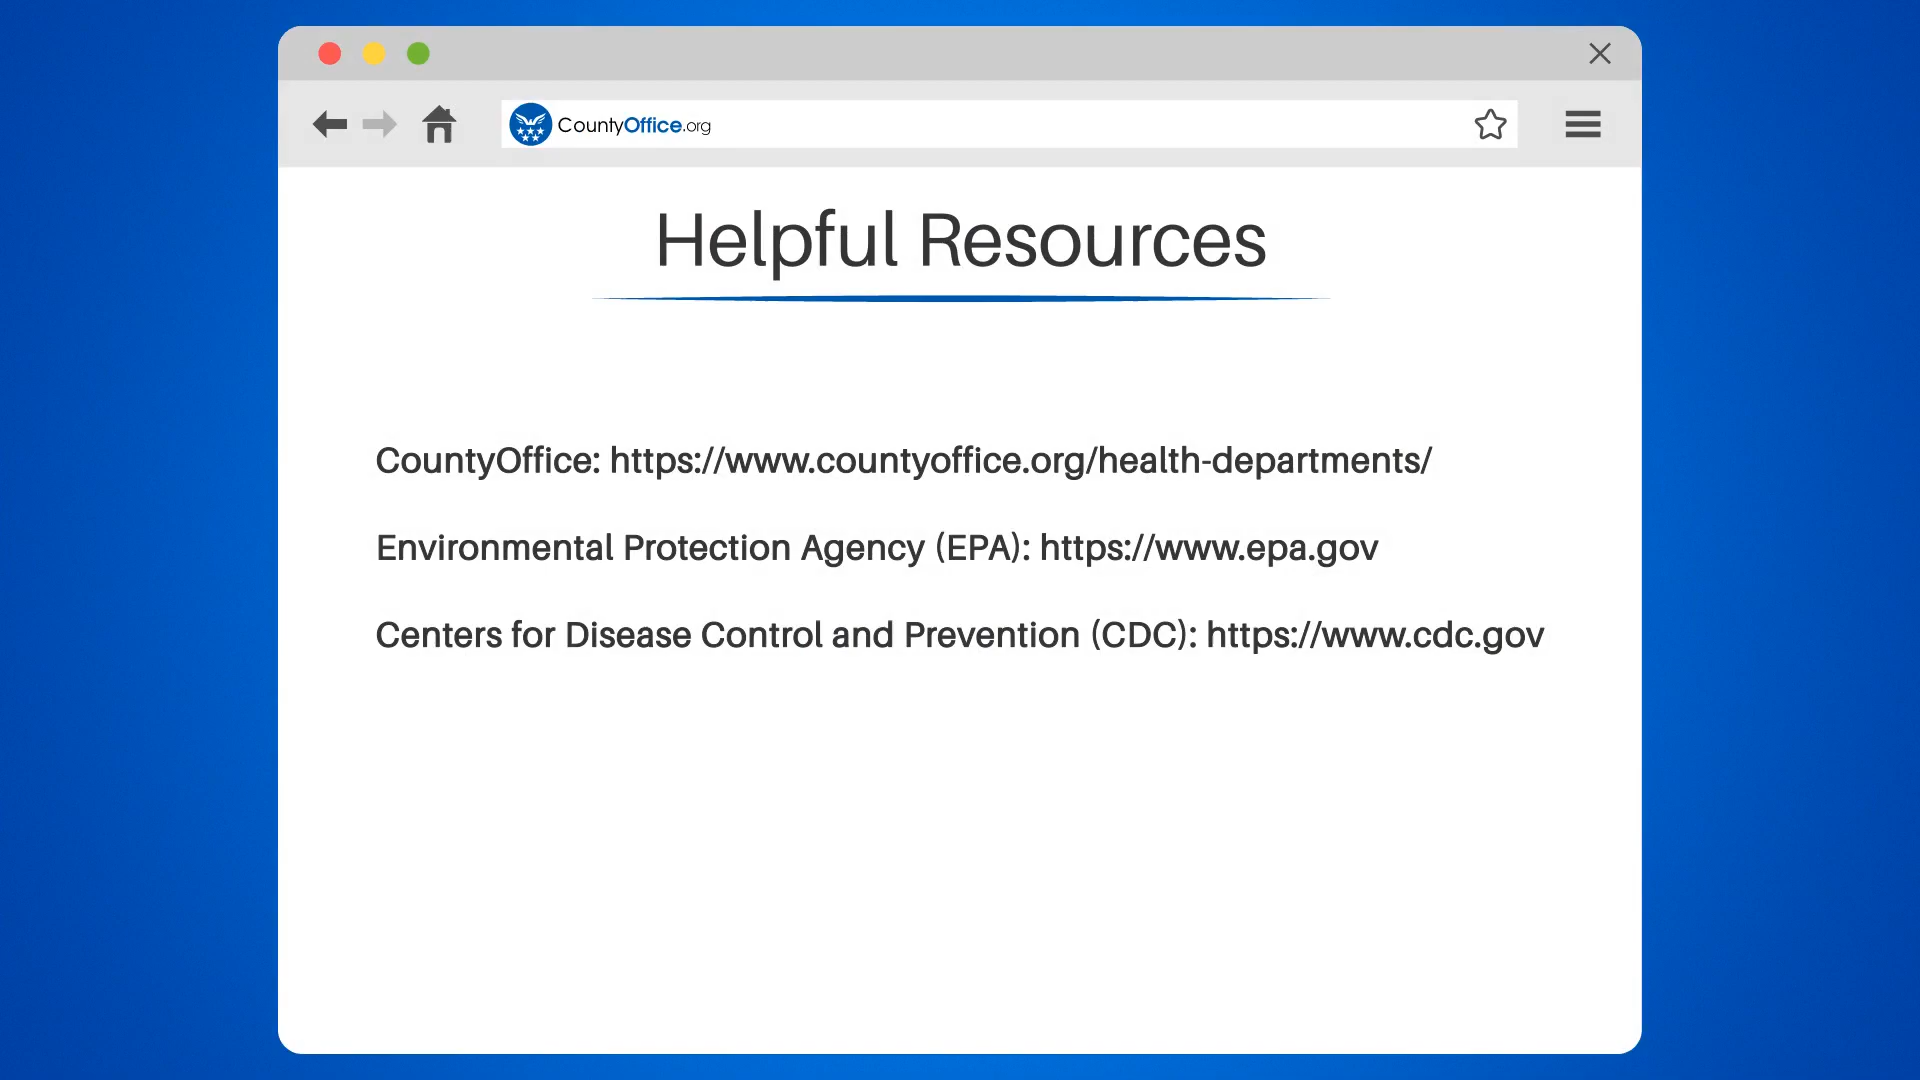 CountyOffice.org
Helpful Resources
CountyOffice: https://www.countyoffice.org/health-departments/
Environmental Protection Agency (EPA): https://www.epa.gov
Centers for Disease Control and Prevention (CDC): https://www.cdc.gov